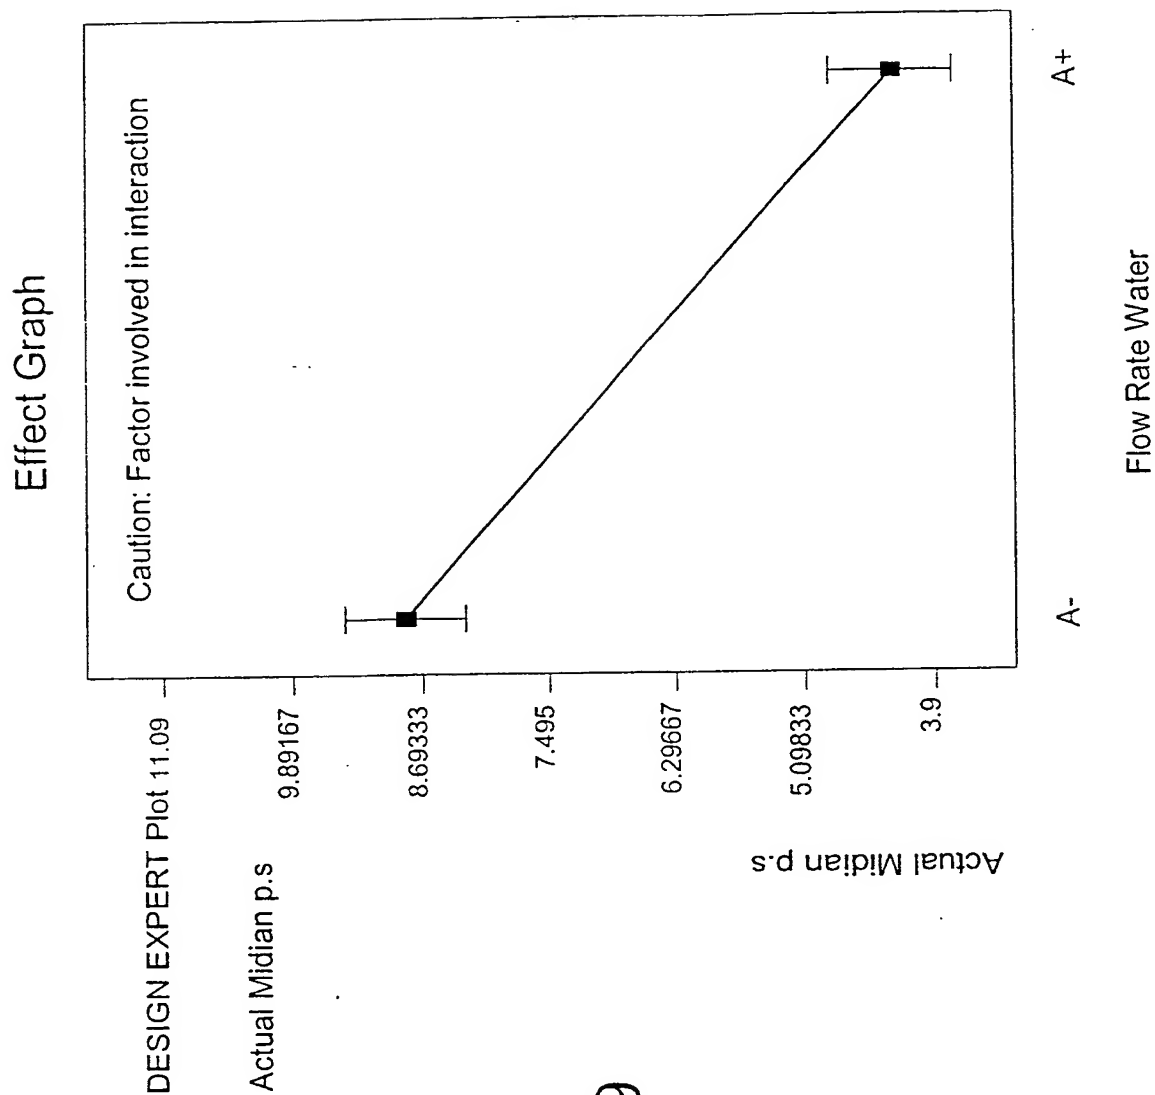 Effect Graph
DESIGN EXPERT Plot 11.09
Actual Midian p.s
Caution: Factor involved in interaction
9.89167
8.69333
7.495
6.29667
5.09833
3.9
Actual Midian p.s
A-
A+
Flow Rate Water